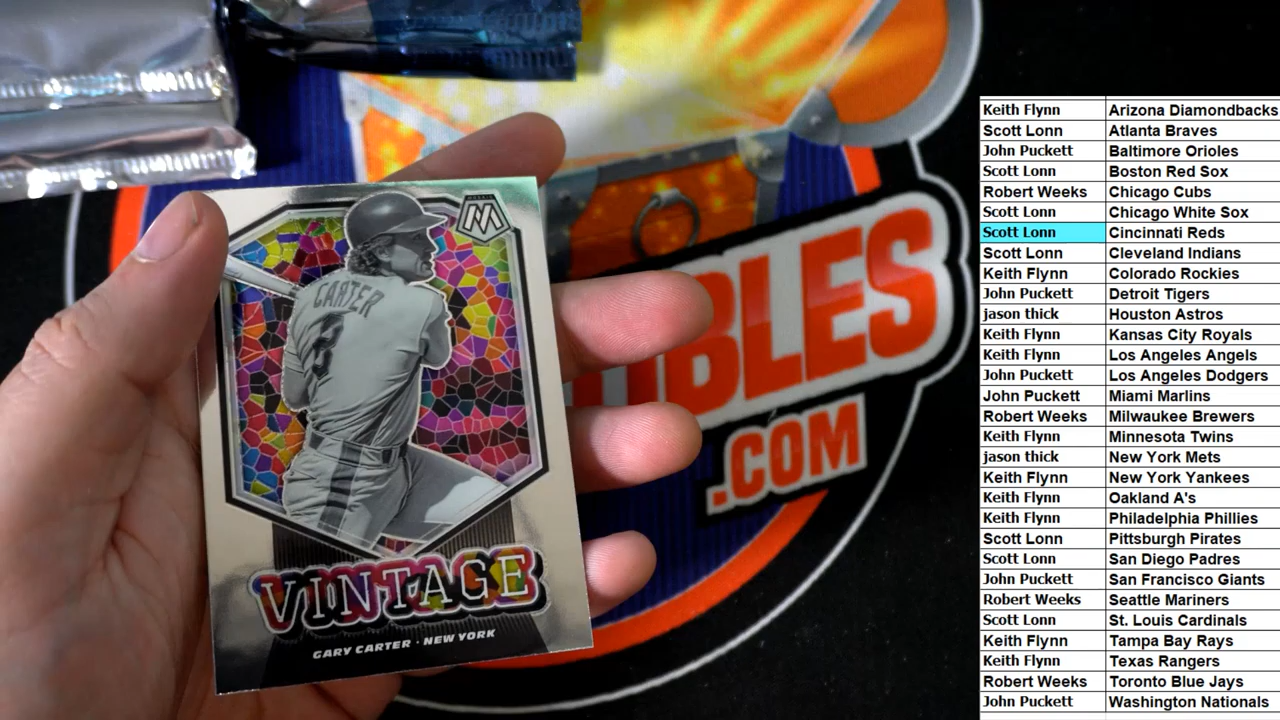 CARTER
8
M
VINTAGE
GARY CARTER · NEW YORK
IBLES
.COM
Keith Flynn Arizona Diamondbacks
Scott Lonn Atlanta Braves
John Puckett Baltimore Orioles
Scott Lonn Boston Red Sox
Robert Weeks Chicago Cubs
Scott Lonn Chicago White Sox
Scott Lonn Cincinnati Reds
Scott Lonn Cleveland Indians
Keith Flynn Colorado Rockies
John Puckett Detroit Tigers
jason thick Houston Astros
Keith Flynn Kansas City Royals
Keith Flynn Los Angeles Angels
John Puckett Los Angeles Dodgers
John Puckett Miami Marlins
Robert Weeks Milwaukee Brewers
Keith Flynn Minnesota Twins
jason thick New York Mets
Keith Flynn New York Yankees
Keith Flynn Oakland A's
Keith Flynn Philadelphia Phillies
Scott Lonn Pittsburgh Pirates
Scott Lonn San Diego Padres
John Puckett San Francisco Giants
Robert Weeks Seattle Mariners
Scott Lonn St. Louis Cardinals
Keith Flynn Tampa Bay Rays
Keith Flynn Texas Rangers
Robert Weeks Toronto Blue Jays
John Puckett Washington Nationals